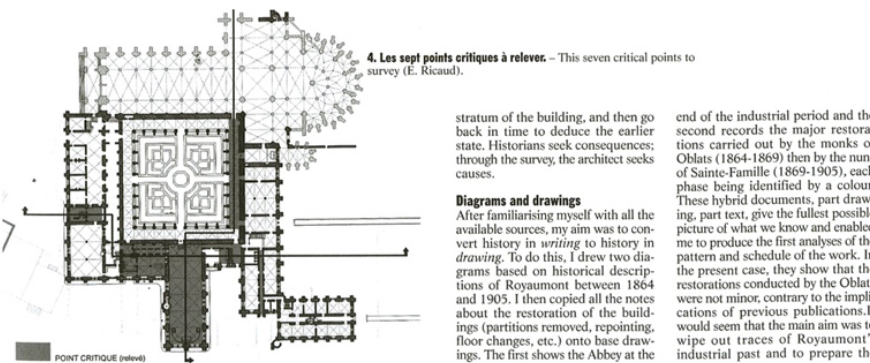 4. Les sept points critiques à relever. – This seven critical points to
survey (E. Ricaud).
stratum of the building, and then go
back in time to deduce the earlier
state. Historians seek consequences;
through the survey, the architect seeks
causes.
Diagrams and drawings
After familiarising myself with all the
available sources, my aim was to con-
vert history in writing to history in
drawing. To do this, I drew two dia-
grams based on historical descrip-
tions of Royaumont between 1864
and 1905. I then copied all the notes
about the restoration of the build-
ings (partitions removed, repointing,
floor changes, etc.) onto base draw-
ings. The first shows the Abbey at the
end of the industrial period and the
second records the major restora-
tions carried out by the monks o
Oblats (1864-1869) then by the nun
of Sainte-Famille (1869-1905), each
phase being identified by a colour
These hybrid documents, part draw-
ing, part text, give the fullest possible
picture of what we know and enabled
me to produce the first analyses of the
pattern and schedule of the work. In
the present case, they show that the
restorations conducted by the Oblat
were not minor, contrary to the impli-
cations of previous publications.I
would seem that the main aim was to
wipe out traces of Royaumont'
industrial past and to prepare th
POINT CRITIQUE (relevé)